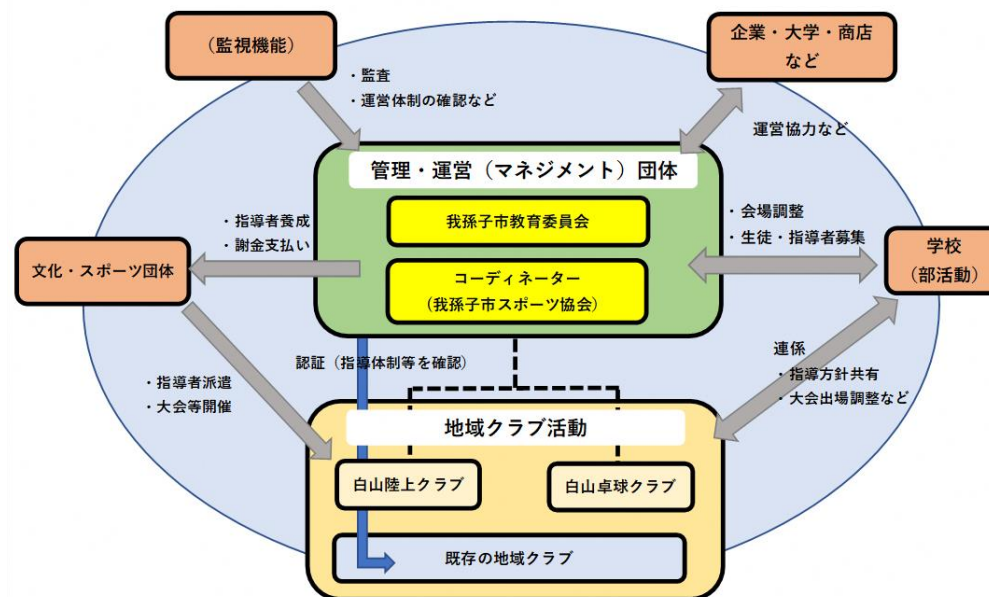 (監視機能)
企業・大学・商店
など
・監査
・運営体制の確認など
運営協力など
管理・運営（マネジメント）団体
我孫子市教育委員会
コーディネーター
(我孫子市スポーツ協会)
・指導者養成
・謝金支払い
・会場調整
・生徒・指導者募集
文化・スポーツ団体
学校
(部活動)
認証（指導体制等を確認）
・指導者派遣
・大会等開催
連係
・指導方針共有
・大会出場調整など
地域クラブ活動
白山陸上クラブ
白山卓球クラブ
既存の地域クラブ